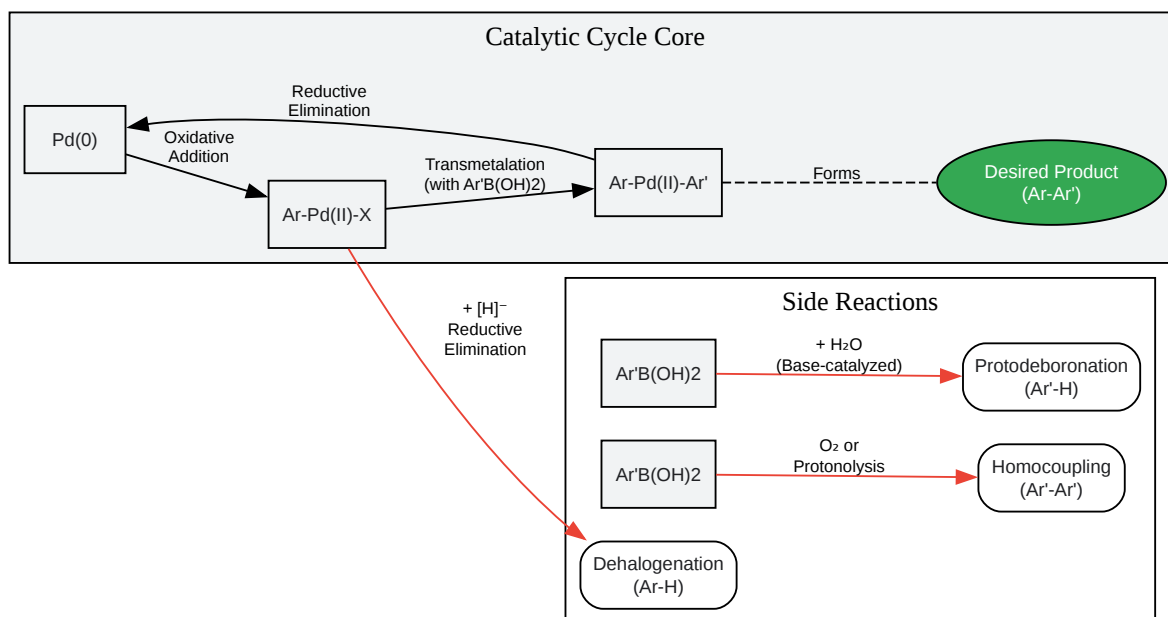 Catalytic Cycle Core
Reductive
Elimination
Pd(0)
Oxidative
Addition
Transmetalation
(with Ar'B(OH)2)
Ar-Pd(II)-X
Ar-Pd(II)-Ar'
Forms
Desired Product
(Ar-Ar')
+ [H]⁻
Reductive
Elimination
Side Reactions
Ar'B(OH)2
+ H₂O
(Base-catalyzed)
Protodeboronation
(Ar'-H)
Ar'B(OH)2
O₂ or
Protonolysis
Homocoupling
(Ar'-Ar')
Dehalogenation
(Ar-H)